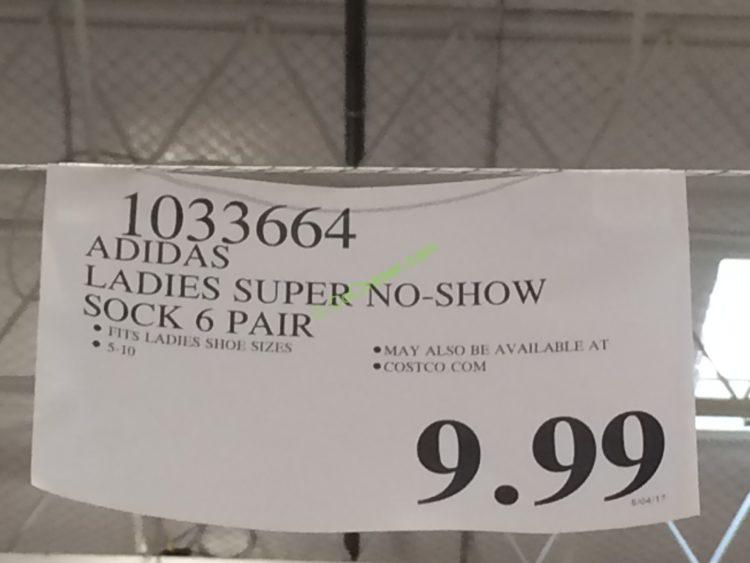 1033664
ADIDAS
LADIES SUPER NO-SHOW
SOCK 6 PAIR
• FITS LADIES SHOE SIZES
• 5-10
• MAY ALSO BE AVAILABLE AT
• COSTCO.COM
9.99